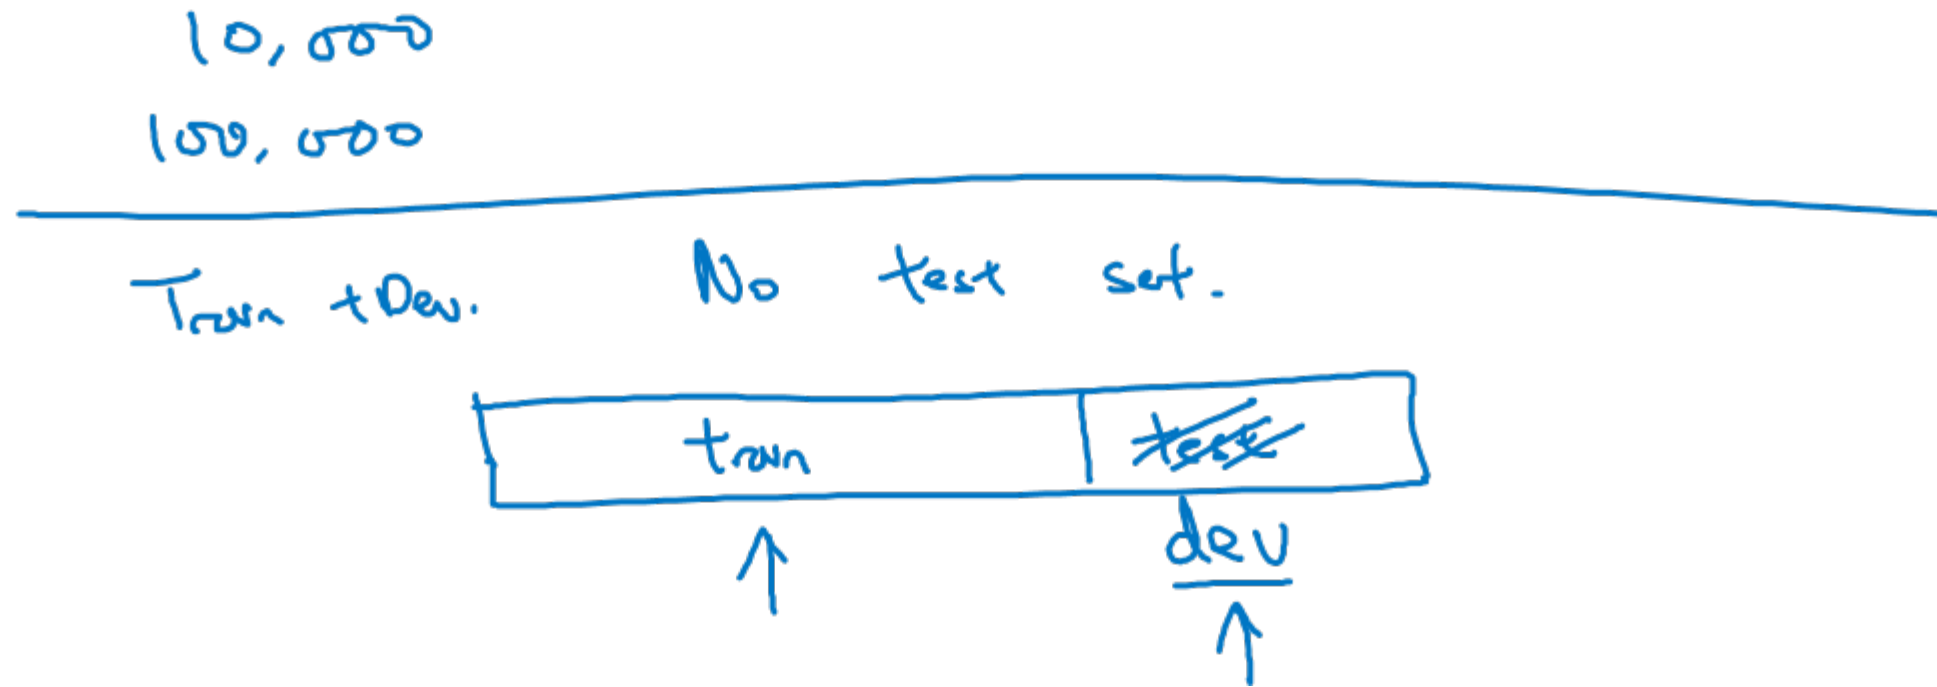 10,000
100,000
Train + Dev. No test set.
train test
dev